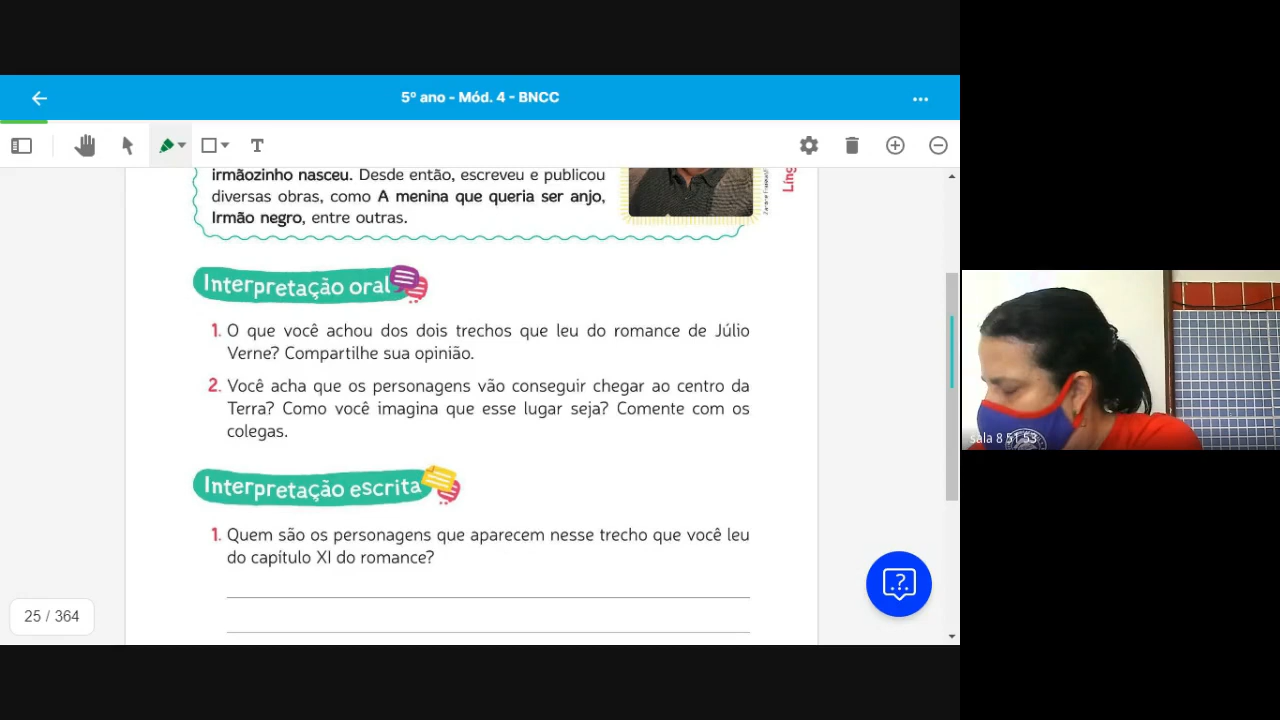 5º ano - Mód. 4 - BNCC
T
irmãozinho nasceu. Desde então, escreveu e publicou
diversas obras, como A menina que queria ser anjo,
Irmão negro, entre outras.
Líng
Interpretação oral
1. O que você achou dos dois trechos que leu do romance de Júlio
Verne? Compartilhe sua opinião.
2. Você acha que os personagens vão conseguir chegar ao centro da
Terra? Como você imagina que esse lugar seja? Comente com os
colegas.
Interpretação escrita
1. Quem são os personagens que aparecem nesse trecho que você leu
do capítulo XI do romance?
25 / 364
sala 8 51 53